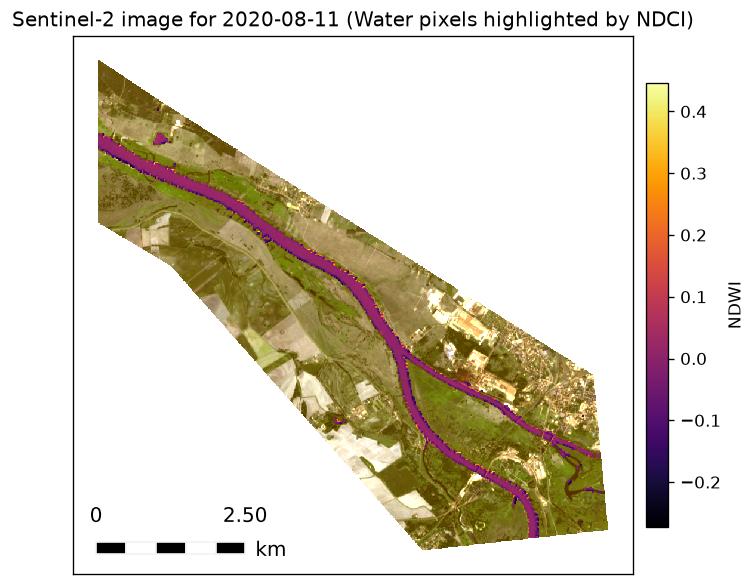 Sentinel-2 image for 2020-08-11 (Water pixels highlighted by NDCI)
0.4
0.3
0.2
0.1
0.0
−0.1
−0.2
NDWI
0 2.50
km